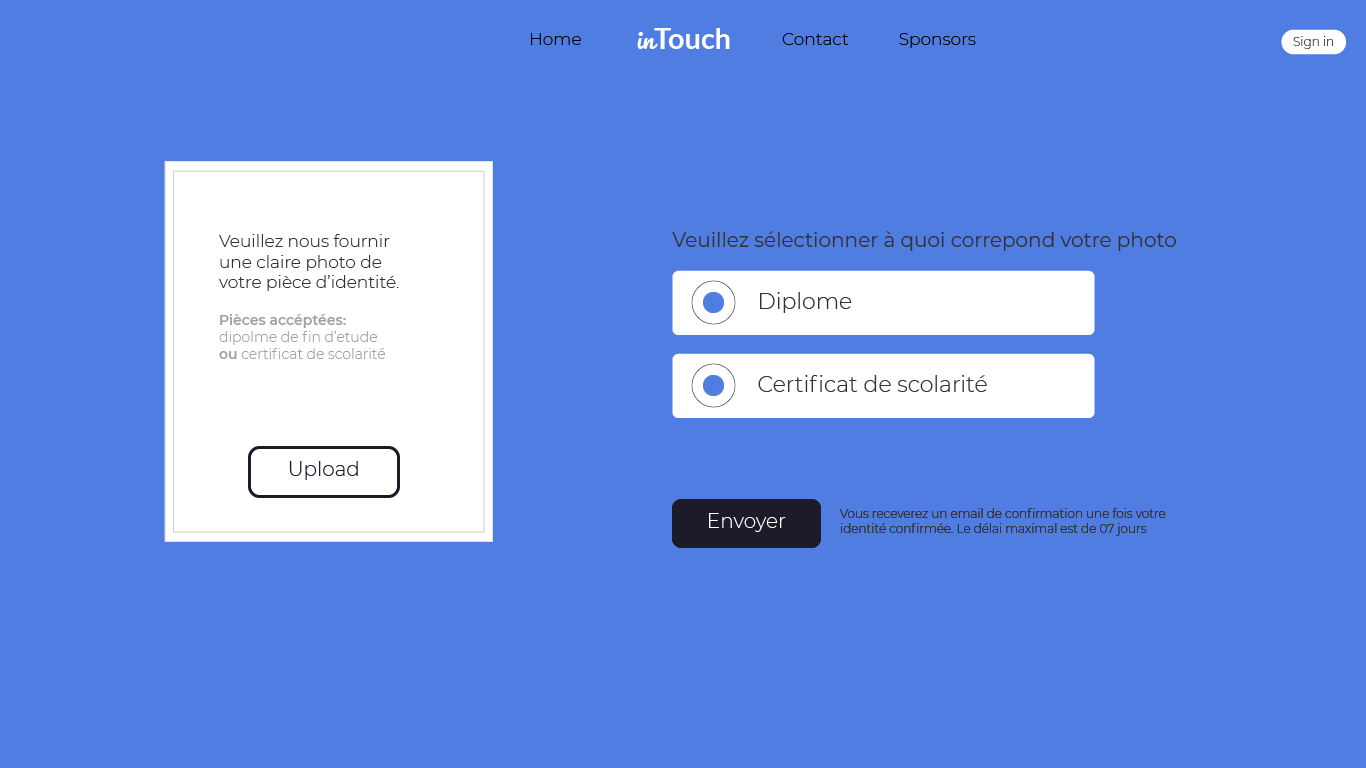 Home
inTouch
Contact
Sponsors
Sign in
Veuillez nous fournir
une claire photo de
votre pièce d’identité.
Pièces accéptées:
dipolme de fin d’etude
ou certificat de scolarité
Upload
Veuillez sélectionner à quoi correpond votre photo
Diplome
Certificat de scolarité
Envoyer
Vous receverez un email de confirmation une fois votre
identité confirmée. Le délai maximal est de 07 jours